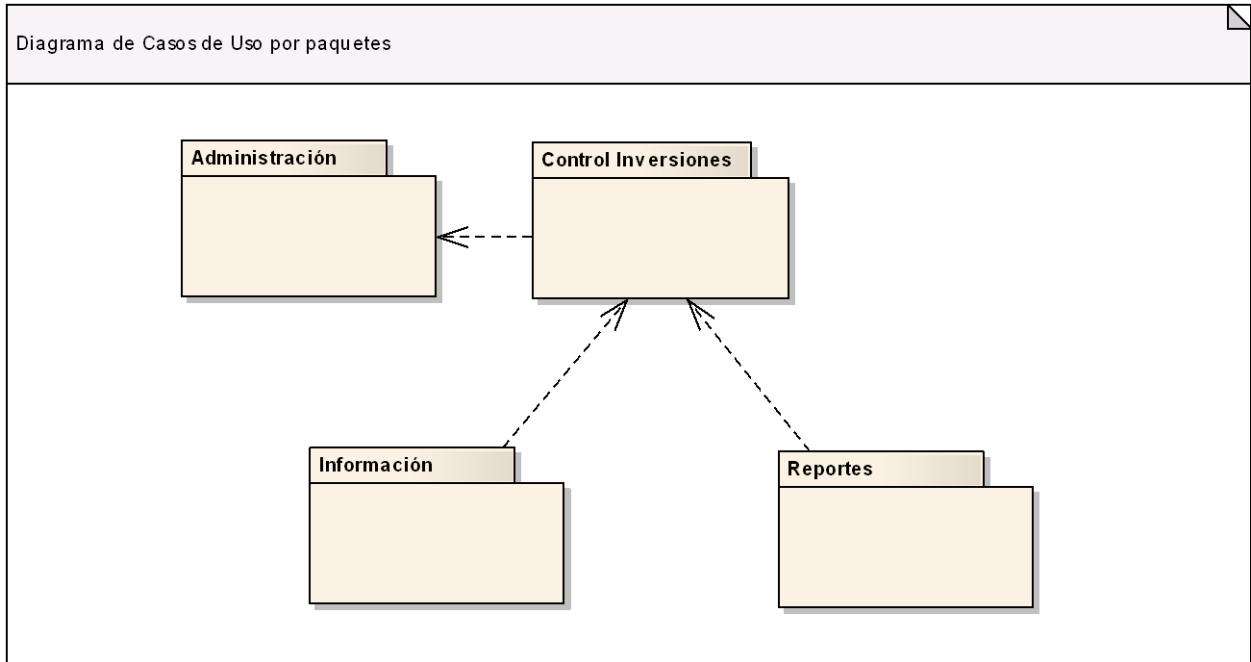 Diagrama de Casos de Uso por paquetes
Administración
Control Inversiones
Información
Reportes